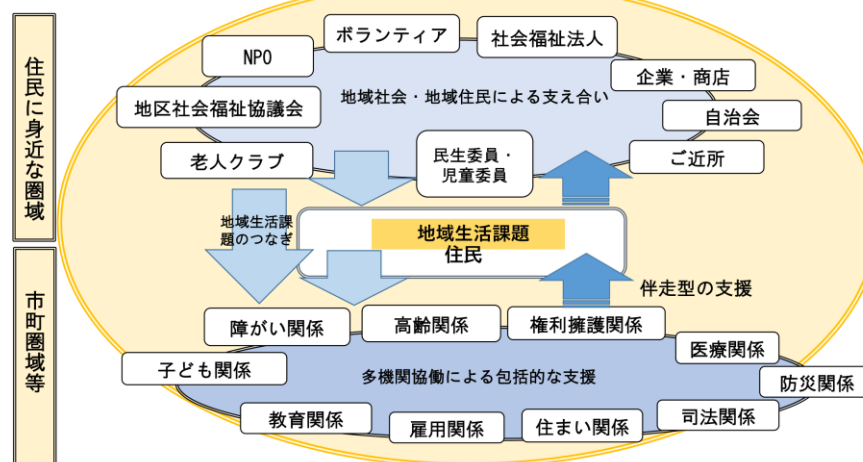 住民に身近な圏域
ボランティア
社会福祉法人
NPO
企業・商店
地域社会・地域住民による支え合い
地区社会福祉協議会
自治会
老人クラブ
民生委員・
児童委員
ご近所
地域生活課
題のつなぎ
地域生活課題
住民
市町圏域等
伴走型の支援
障がい関係
高齢関係
権利擁護関係
医療関係
子ども関係
多機関協働による包括的な支援
防災関係
教育関係
雇用関係
住まい関係
司法関係